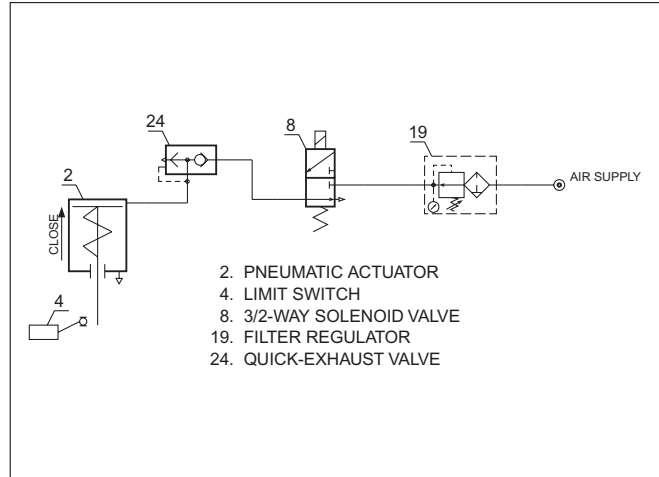 24
8
19
AIR SUPPLY
2
CLOSE
4
2. PNEUMATIC ACTUATOR
4. LIMIT SWITCH
8. 3/2-WAY SOLENOID VALVE
19. FILTER REGULATOR
24. QUICK-EXHAUST VALVE